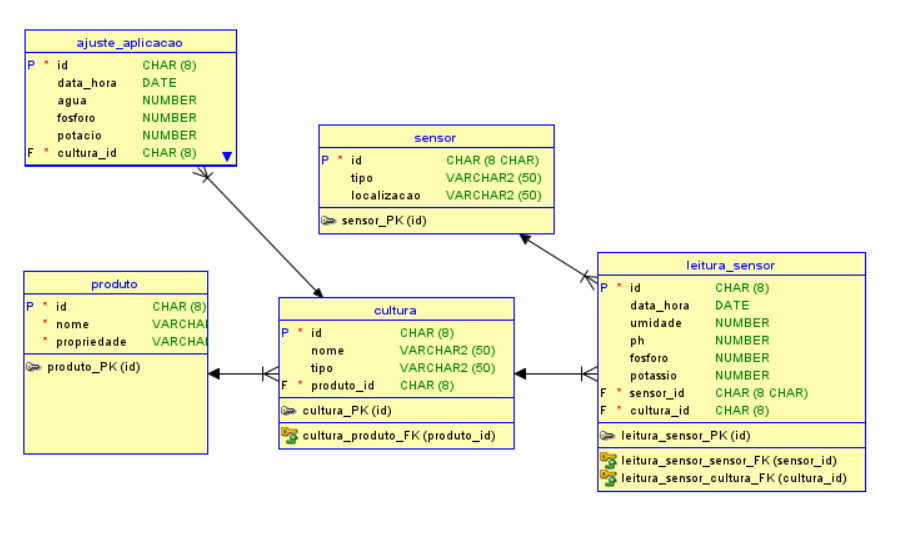 ajuste_aplicacao
P * id CHAR (8)
data_hora DATE
agua NUMBER
fosforo NUMBER
potacio NUMBER
F * cultura_id CHAR (8)
sensor
P * id CHAR (8 CHAR)
tipo VARCHAR2 (50)
localizacao VARCHAR2 (50)
sensor_PK (id)
produto
P * id CHAR (8)
* nome VARCHA
* propriedade VARCHA
produto_PK (id)
cultura
P * id CHAR (8)
nome VARCHAR2 (50)
tipo VARCHAR2 (50)
F * produto_id CHAR (8)
cultura_PK (id)
cultura_produto_FK (produto_id)
leitura_sensor
P * id CHAR (8)
data_hora DATE
umidade NUMBER
ph NUMBER
fosforo NUMBER
potassio NUMBER
F * sensor_id CHAR (8 CHAR)
F * cultura_id CHAR (8)
leitura_sensor_PK (id)
leitura_sensor_sensor_FK (sensor_id)
leitura_sensor_cultura_FK (cultura_id)